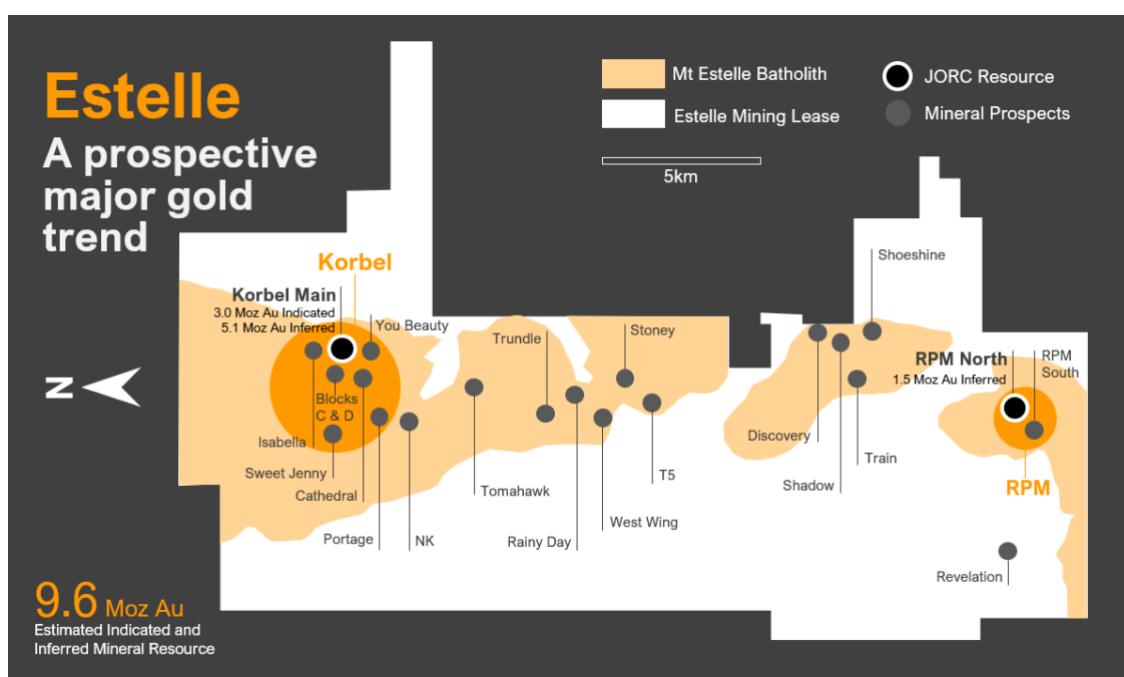 Estelle
A prospective
major gold
trend
Mt Estelle Batholith
Estelle Mining Lease
JORC Resource
Mineral Prospects
5km
Korbel
Korbel Main
3.0 Moz Au Indicated
5.1 Moz Au Inferred
You Beauty
Blocks
C & D
Isabella
Sweet Jenny
Cathedral
Portage
NK
Tomahawk
Trundle
Rainy Day
Stoney
West Wing
T5
Shoeshine
Discovery
Shadow
Train
RPM North
1.5 Moz Au Inferred
RPM
South
RPM
Revelation
N
9.6 Moz Au
Estimated Indicated and
Inferred Mineral Resource